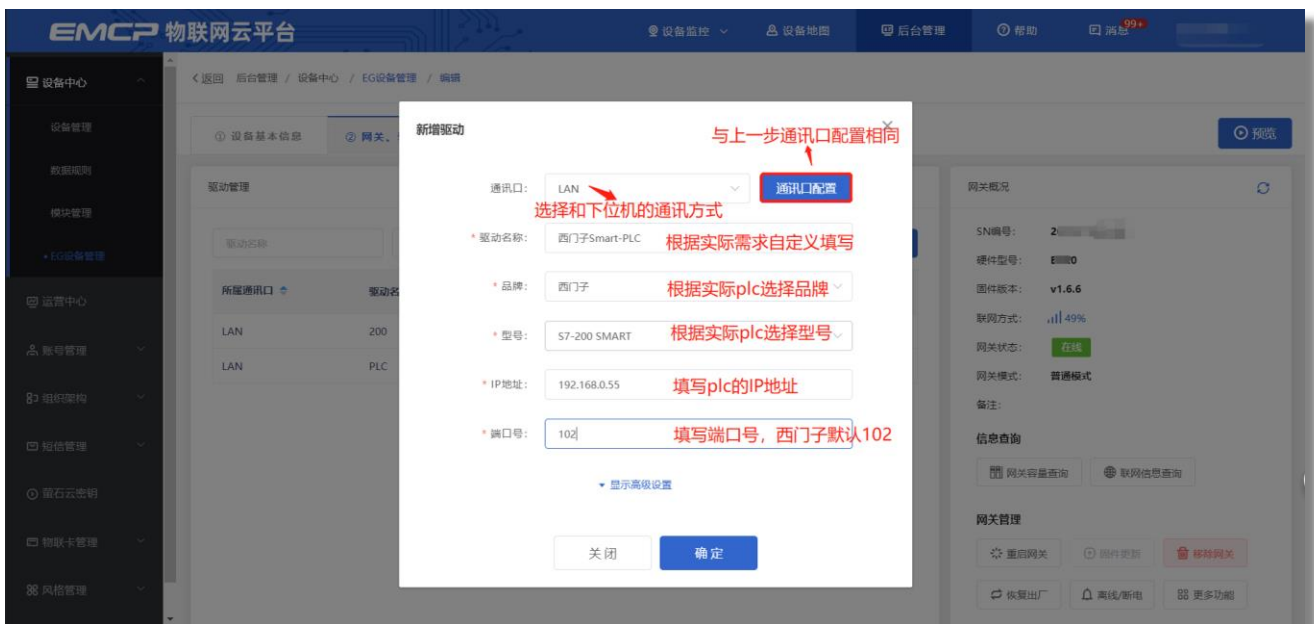 EMCP 物联网云平台
设备监控
设备地图
后台管理
帮助
消息
99+
设备中心
设备管理
数据规则
模块管理
•EG设备管理
运营中心
账号管理
组织架构
短信管理
萤石云密钥
物联卡管理
风格管理
<返回 后台管理 / 设备中心 / EG设备管理 / 编辑
① 设备基本信息
② 网关、
预览
驱动管理
驱动名称
所属通讯口
驱动名
LAN 200
LAN PLC
新增驱动
与上一步通讯口配置相同
通讯口: LAN 通讯口配置
选择和下位机的通讯方式
* 驱动名称: 西门子Smart-PLC 根据实际需求自定义填写
* 品牌: 西门子 根据实际plc选择品牌
* 型号: S7-200 SMART 根据实际plc选择型号
* IP地址: 192.168.0.55 填写plc的IP地址
* 端口号: 102 填写端口号，西门子默认102
显示高级设置
关闭 确定
网关概况
SN编号: 2
硬件型号: E 0
固件版本: v1.6.6
联网方式: 49%
网关状态: 在线
网关模式: 普通模式
备注:
信息查询
网关容量查询 联网信息查询
网关管理
重启网关 固件更新 移除网关
恢复出厂 离线/断电 更多功能